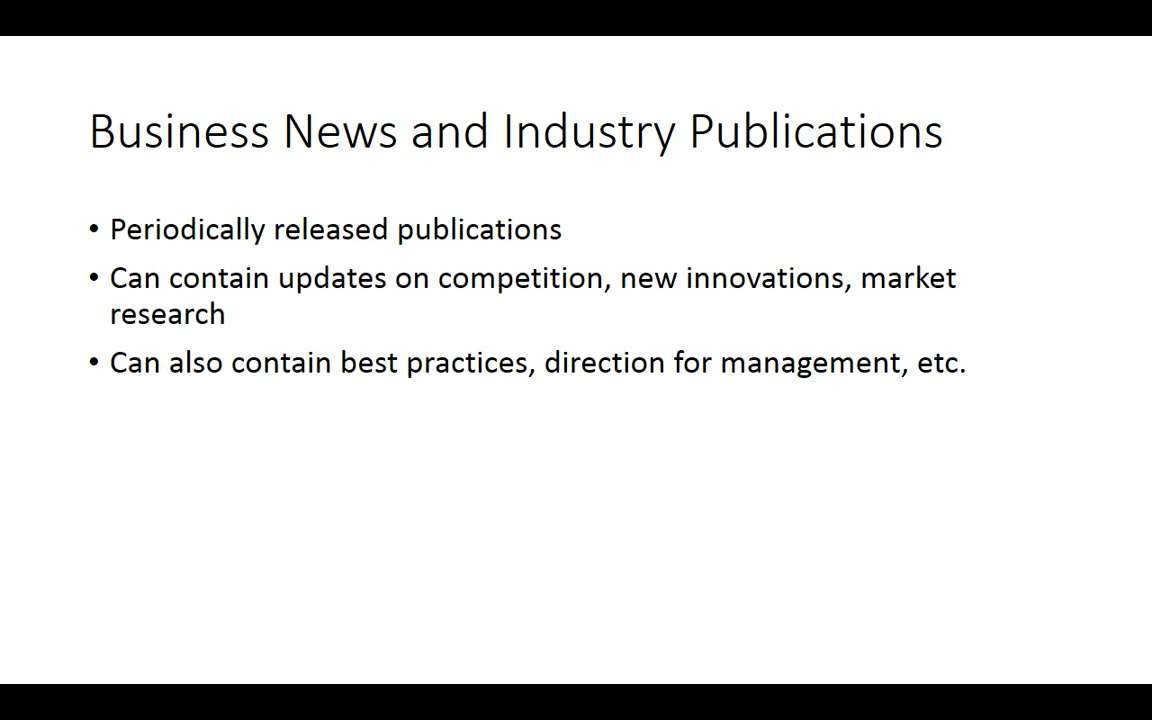 Business News and Industry Publications
• Periodically released publications
• Can contain updates on competition, new innovations, market
research
• Can also contain best practices, direction for management, etc.